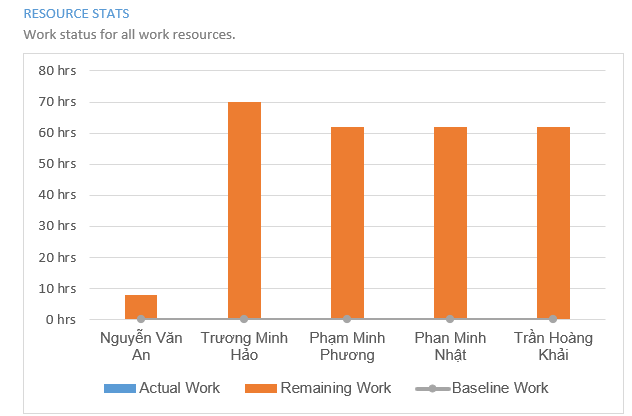 RESOURCE STATS
Work status for all work resources.
80 hrs
70 hrs
60 hrs
50 hrs
40 hrs
30 hrs
20 hrs
10 hrs
0 hrs
Nguyễn Văn
An
Trương Minh
Hảo
Phạm Minh
Phương
Phan Minh
Nhật
Trần Hoàng
Khải
Actual Work
Remaining Work
Baseline Work